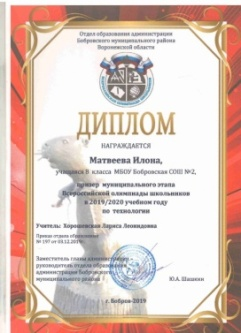 Отдел образования администрации
Бобровского муниципального района
Воронежской области
ДИПЛОМ
НАГРАЖДАЕТСЯ
Матвеева Илона,
учащаяся 8 класса МБОУ Бобровская СОШ №2,
призер муниципального этапа
Всероссийской олимпиады школьников
в 2019/2020 учебном году
по технологии
Учитель: Лариса Леонидовна
Приказ отдела образования
№ 197 от 03.12.2019г.
Заместитель главы администрации -
руководитель отдела образования
администрации Бобровского
муниципального района Ю.А. Шашкин
г. Бобров-2019